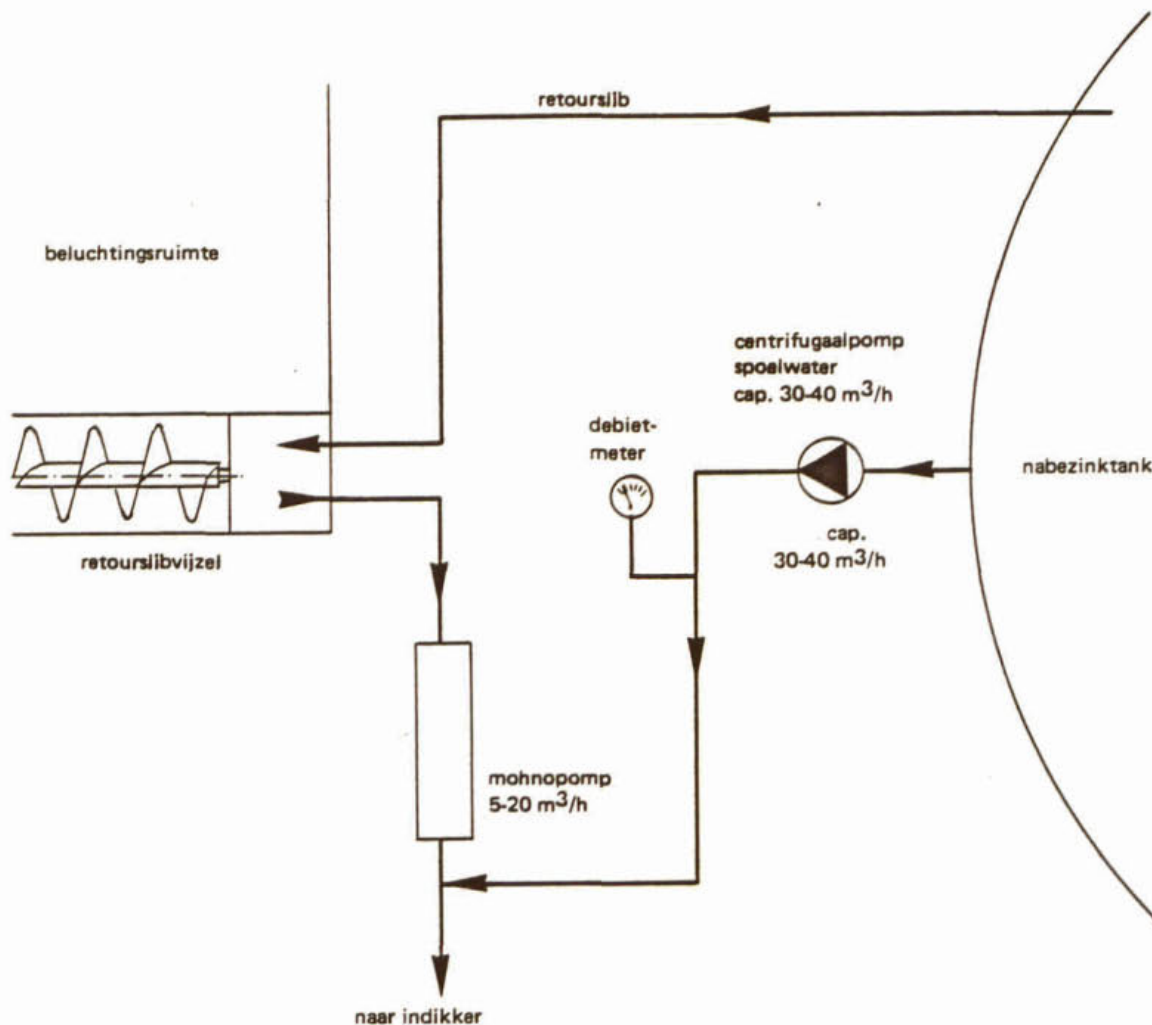 retourslib
beluchtingsruimte
centrifugaalpomp
spoelwater
cap. 30-40 m³/h
debiet-
meter
nabezinktank
cap.
30-40 m³/h
retourslibvijzel
mohnopomp
5-20 m³/h
naar indikker